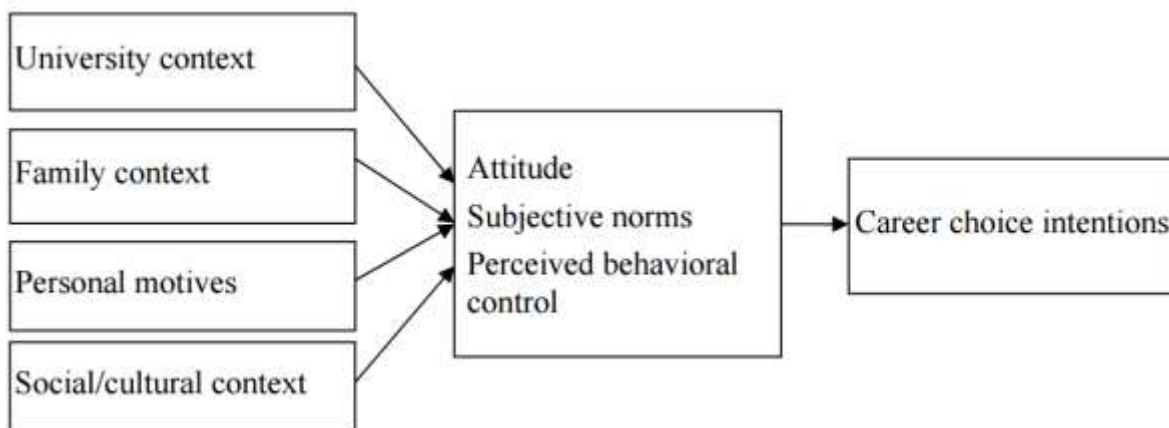 University context
Family context
Personal motives
Social/cultural context
Attitude
Subjective norms
Perceived behavioral
control
Career choice intentions